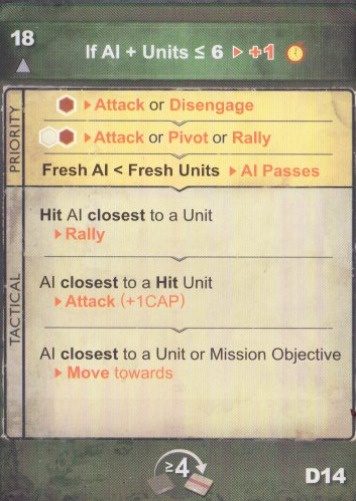 18
If AI + Units ≤ 6 ▶ +1
PRIORITY
▶ Attack or Disengage
▶ Attack or Pivot or Rally
Fresh AI < Fresh Units ▶ AI Passes
TACTICAL
Hit AI closest to a Unit
▶ Rally
AI closest to a Hit Unit
▶ Attack (+1CAP)
AI closest to a Unit or Mission Objective
▶ Move towards
≥4
D14